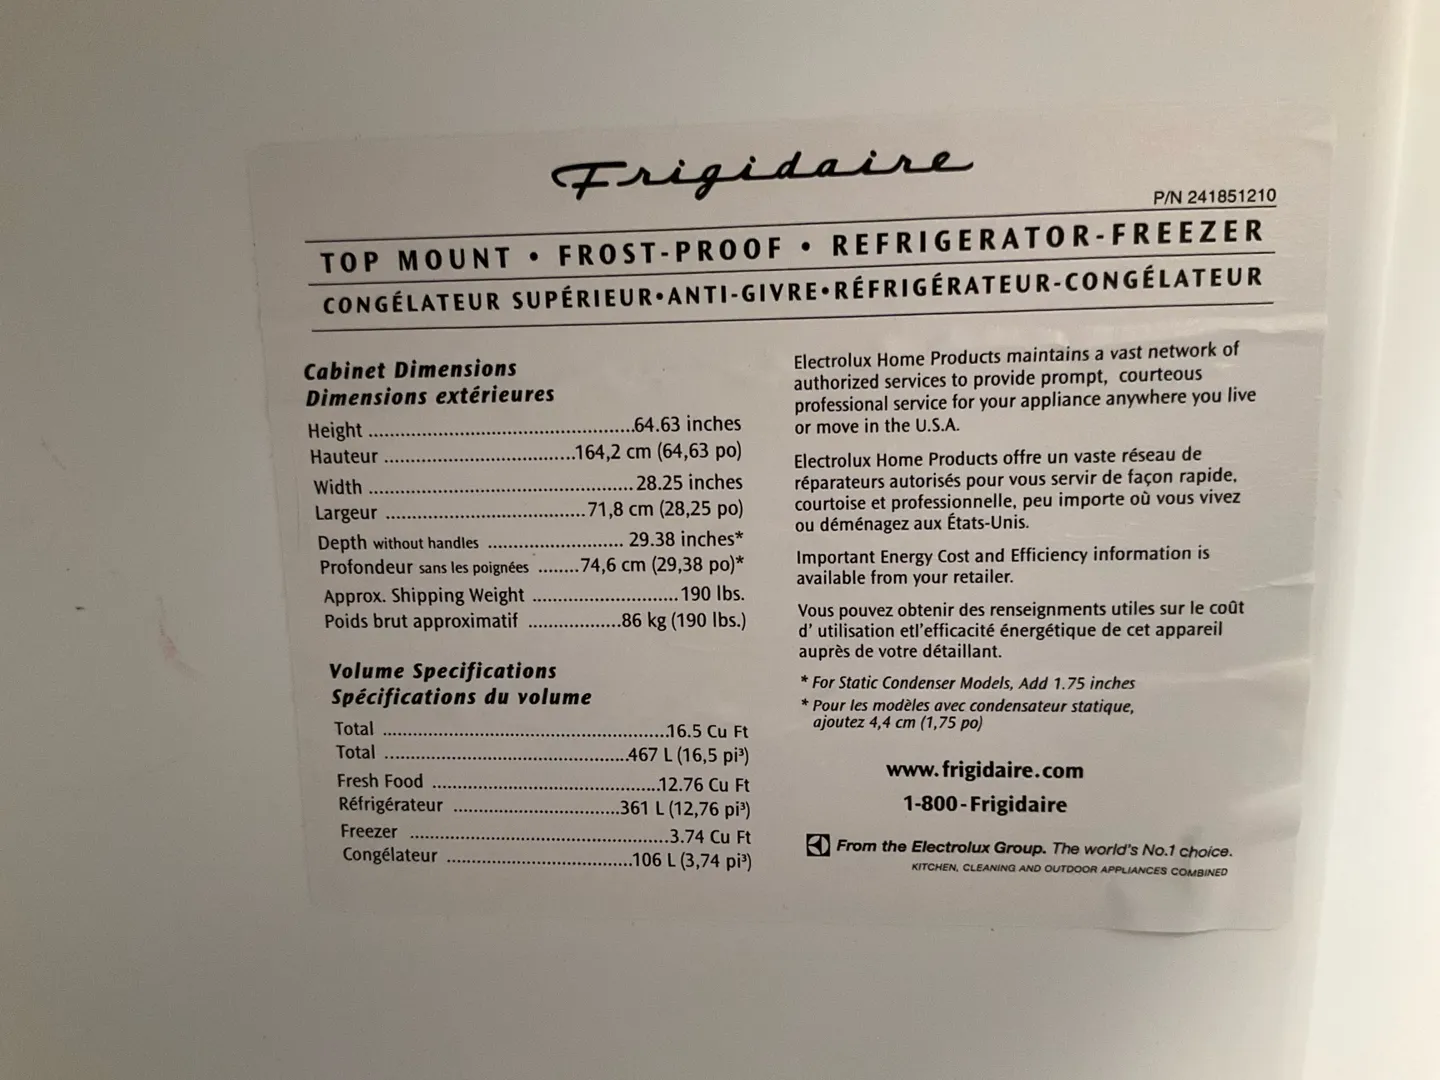 Frigidaire
P/N 241851210
TOP MOUNT • FROST-PROOF • REFRIGERATOR-FREEZER
CONGÉLATEUR SUPÉRIEUR•ANTI-GIVRE•RÉFRIGÉRATEUR-CONGÉLATEUR
Cabinet Dimensions
Dimensions extérieures
Height ....................................................64.63 inches
Hauteur .....................................164,2 cm (64,63 po)
Width ................................................... 28.25 inches
Largeur .......................................71,8 cm (28,25 po)
Depth without handles .......................... 29.38 inches*
Profondeur sans les poignées ........74,6 cm (29,38 po)*
Approx. Shipping Weight ............................ 190 lbs.
Poids brut approximatif ..................86 kg (190 lbs.)
Volume Specifications
Spécifications du volume
Total .......................................................16.5 Cu Ft
Total ...............................................467 L (16,5 pi³)
Fresh Food ............................................12.76 Cu Ft
Réfrigérateur ................................361 L (12,76 pi³)
Freezer ..................................................3.74 Cu Ft
Congélateur ....................................106 L (3,74 pi³)
Electrolux Home Products maintains a vast network of
authorized services to provide prompt, courteous
professional service for your appliance anywhere you live
or move in the U.S.A.
Electrolux Home Products offre un vaste réseau de
réparateurs autorisés pour vous servir de façon rapide,
courtoise et professionnelle, peu importe où vous vivez
ou déménagez aux États-Unis.
Important Energy Cost and Efficiency information is
available from your retailer.
Vous pouvez obtenir des renseignments utiles sur le coût
d' utilisation etl'efficacité énergétique de cet appareil
auprès de votre détaillant.
* For Static Condenser Models, Add 1.75 inches
* Pour les modèles avec condensateur statique,
ajoutez 4,4 cm (1,75 po)
www.frigidaire.com
1-800-Frigidaire
From the Electrolux Group. The world's No.1 choice.
KITCHEN, CLEANING AND OUTDOOR APPLIANCES COMBINED